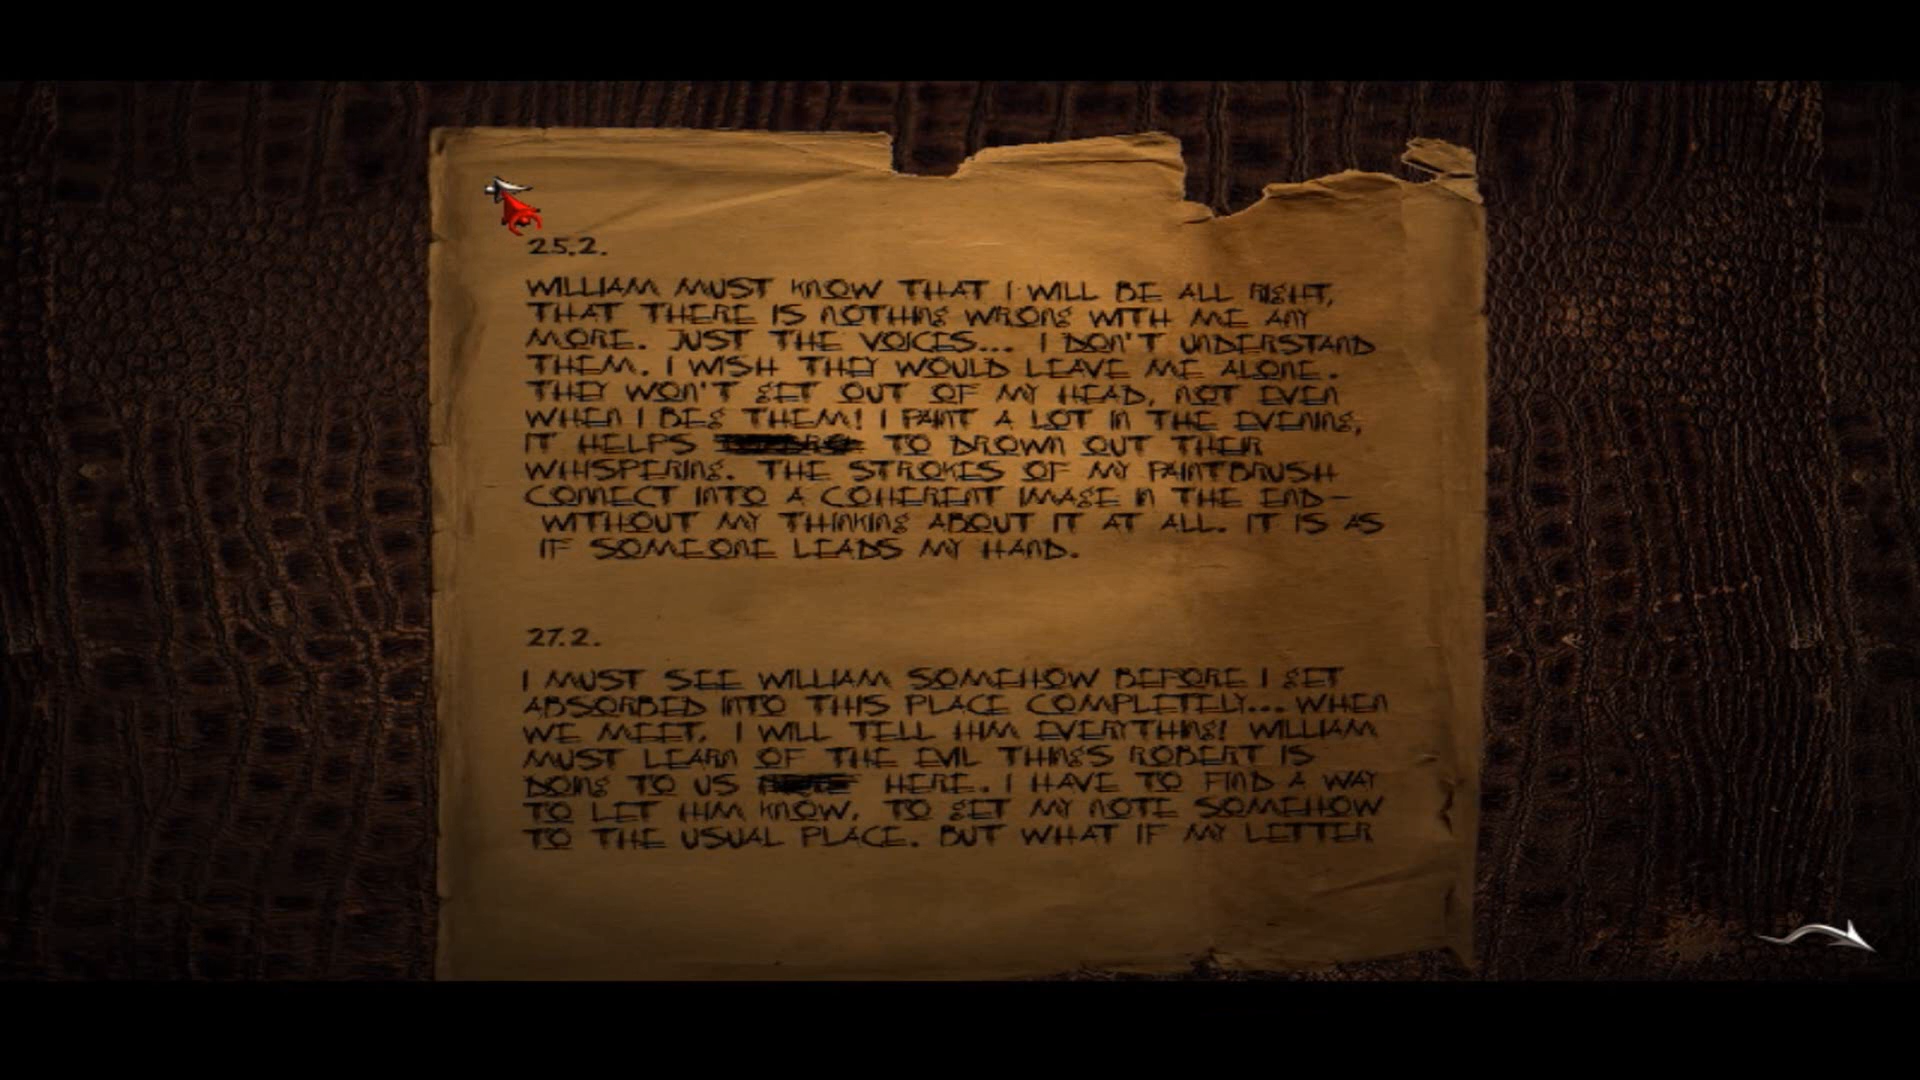 25.2.
WILLIAM MUST KNOW THAT I WILL BE ALL RIGHT,
THAT THERE IS NOTHING WRONG WITH ME ANY
MORE. JUST THE VOICES... I DON'T UNDERSTAND
THEM. I WISH THEY WOULD LEAVE ME ALONE.
THEY WON'T GET OUT OF MY HEAD, NOT EVEN
WHEN I BEG THEM! I PAINT A LOT IN THE EVENING,
IT HELPS TO DROWN OUT THEIR
WHISPERING. THE STROKES OF MY PAINTBRUSH
CONNECT INTO A COHERENT IMAGE IN THE END-
WITHOUT MY THINKING ABOUT IT AT ALL. IT IS AS
IF SOMEONE LEADS MY HAND.
27.2.
I MUST SEE WILLIAM SOMEHOW BEFORE I GET
ABSORBED INTO THIS PLACE COMPLETELY... WHEN
WE MEET, I WILL TELL HIM EVERYTHING! WILLIAM
MUST LEARN OF THE EVIL THINGS ROBERT IS
DOING TO US HERE. I HAVE TO FIND A WAY
TO LET HIM KNOW, TO GET MY NOTE SOMEHOW
TO THE USUAL PLACE. BUT WHAT IF MY LETTER